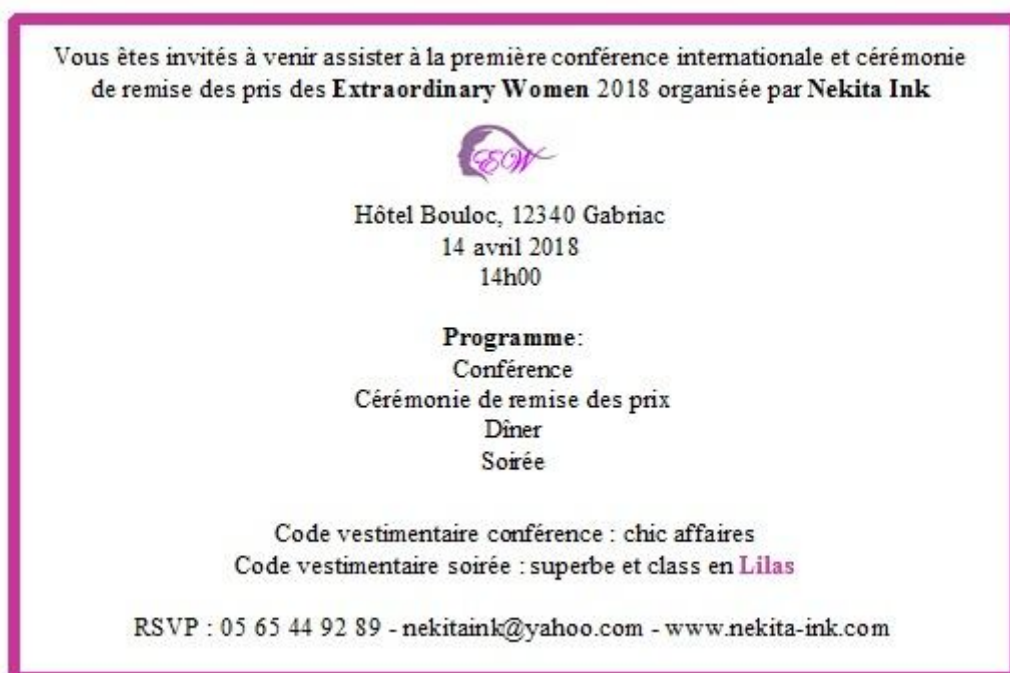 Vous êtes invités à venir assister à la première conférence internationale et cérémonie
de remise des pris des Extraordinary Women 2018 organisée par Nekita Ink
EW
Hôtel Bouloc, 12340 Gabriac
14 avril 2018
14h00
Programme:
Conférence
Cérémonie de remise des prix
Dîner
Soirée
Code vestimentaire conférence : chic affaires
Code vestimentaire soirée : superbe et class en Lilas
RSVP : 05 65 44 92 89 - nekitaink@yahoo.com - www.nekita-ink.com